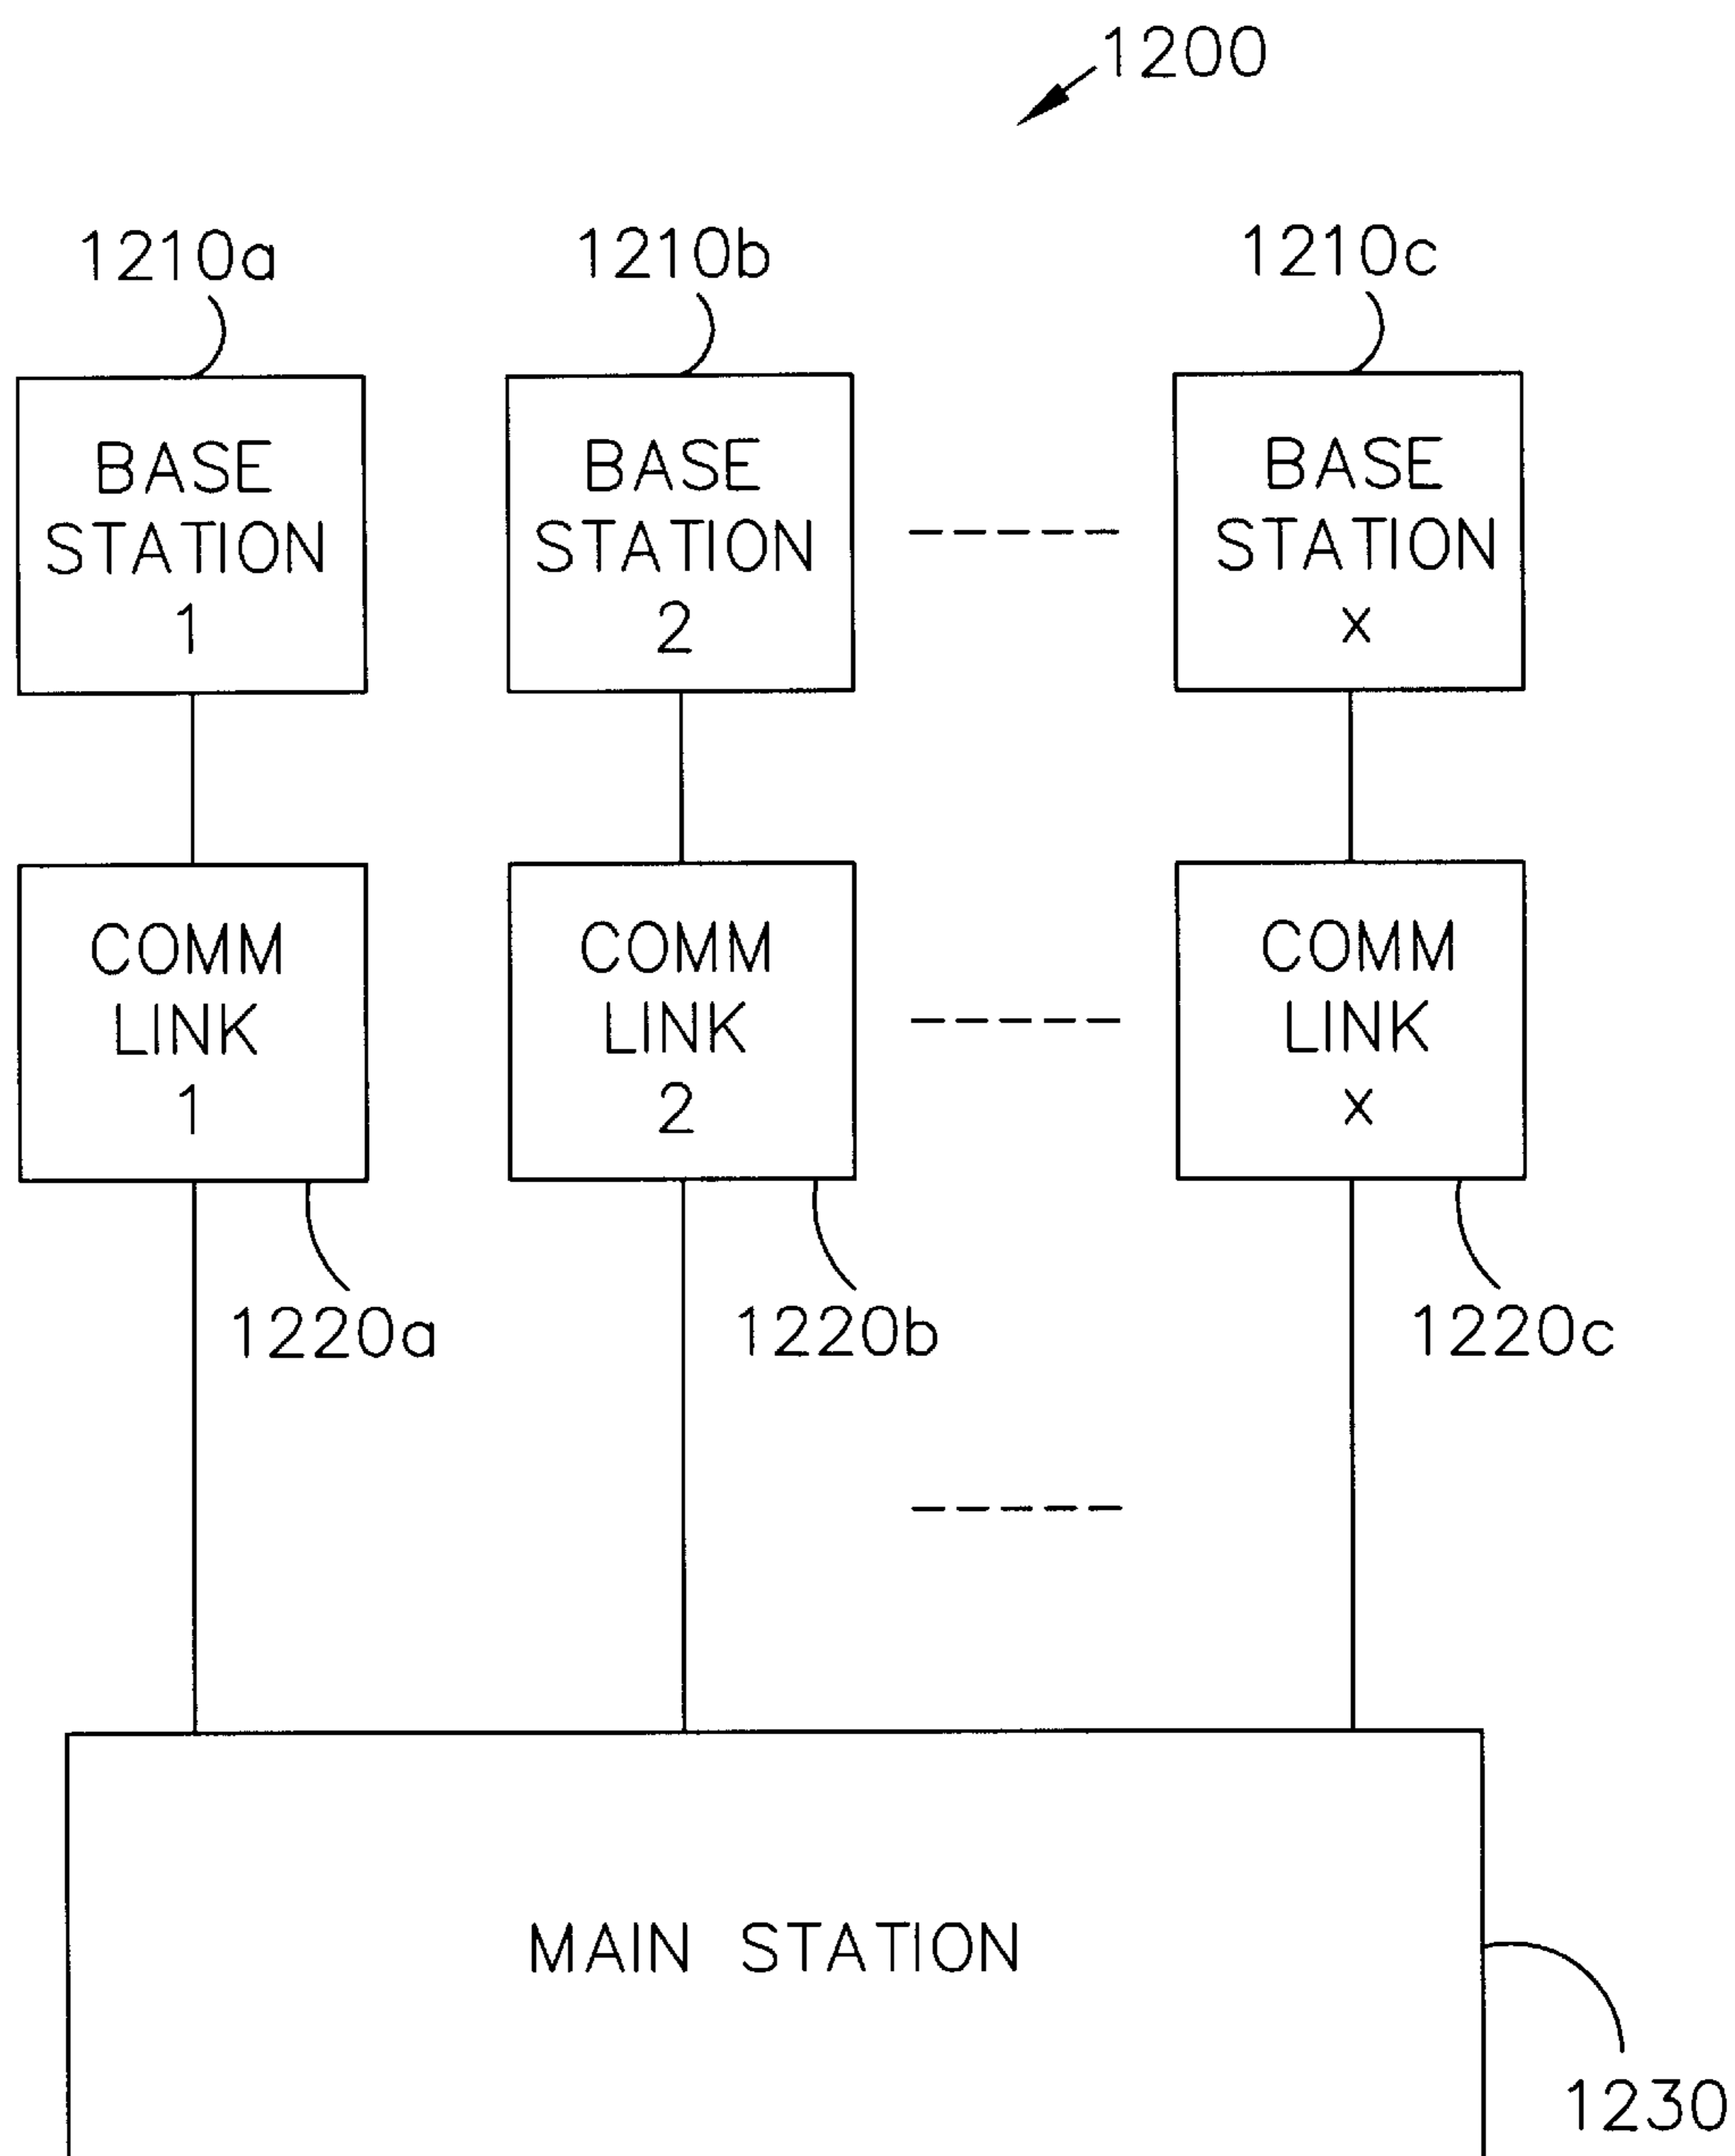 1200
1210a
1210b
1210c
BASE
STATION
1
BASE
STATION
2
BASE
STATION
x
COMM
LINK
1
COMM
LINK
2
COMM
LINK
x
1220a
1220b
1220c
MAIN STATION
1230